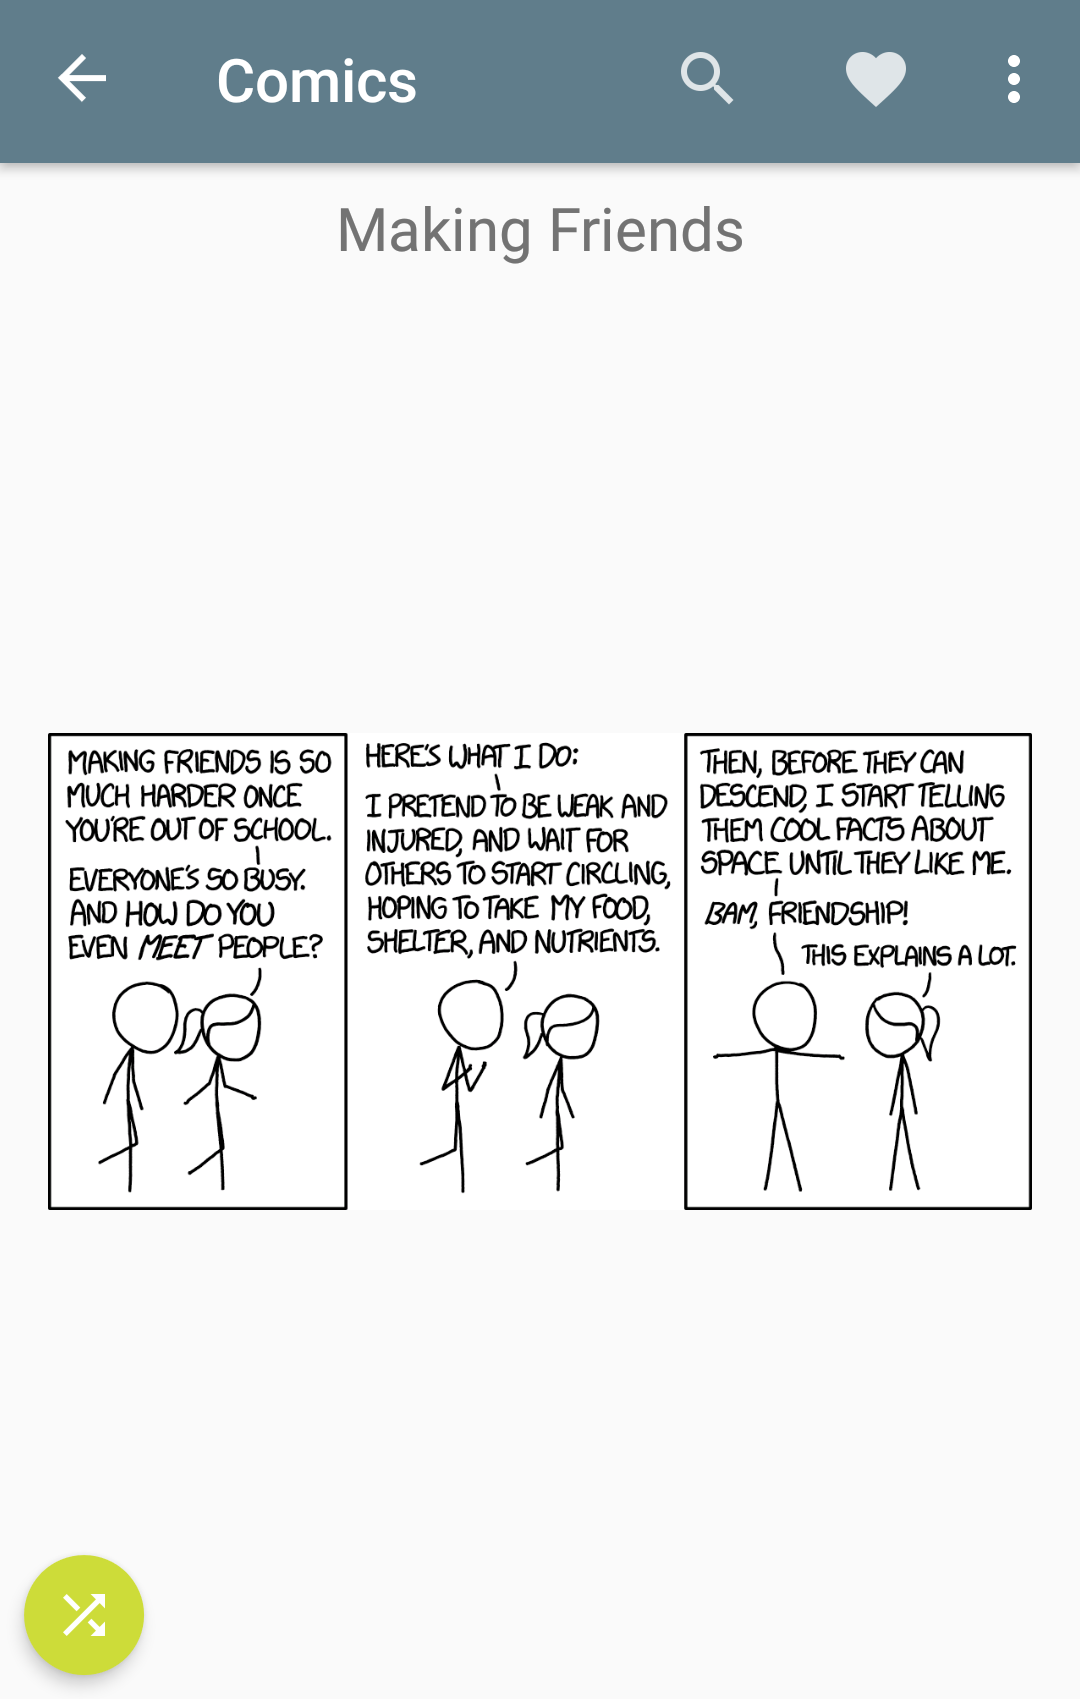 Comics
Making Friends
MAKING FRIENDS IS SO
MUCH HARDER ONCE
YOU'RE OUT OF SCHOOL.
EVERYONE'S SO BUSY.
AND HOW DO YOU
EVEN MEET PEOPLE?
HERE'S WHAT I DO:
I PRETEND TO BE WEAK AND
INJURED, AND WAIT FOR
OTHERS TO START CIRCLING,
HOPING TO TAKE MY FOOD,
SHELTER, AND NUTRIENTS.
THEN, BEFORE THEY CAN
DESCEND, I START TELLING
THEM COOL FACTS ABOUT
SPACE UNTIL THEY LIKE ME.
BAM, FRIENDSHIP!
THIS EXPLAINS A LOT.